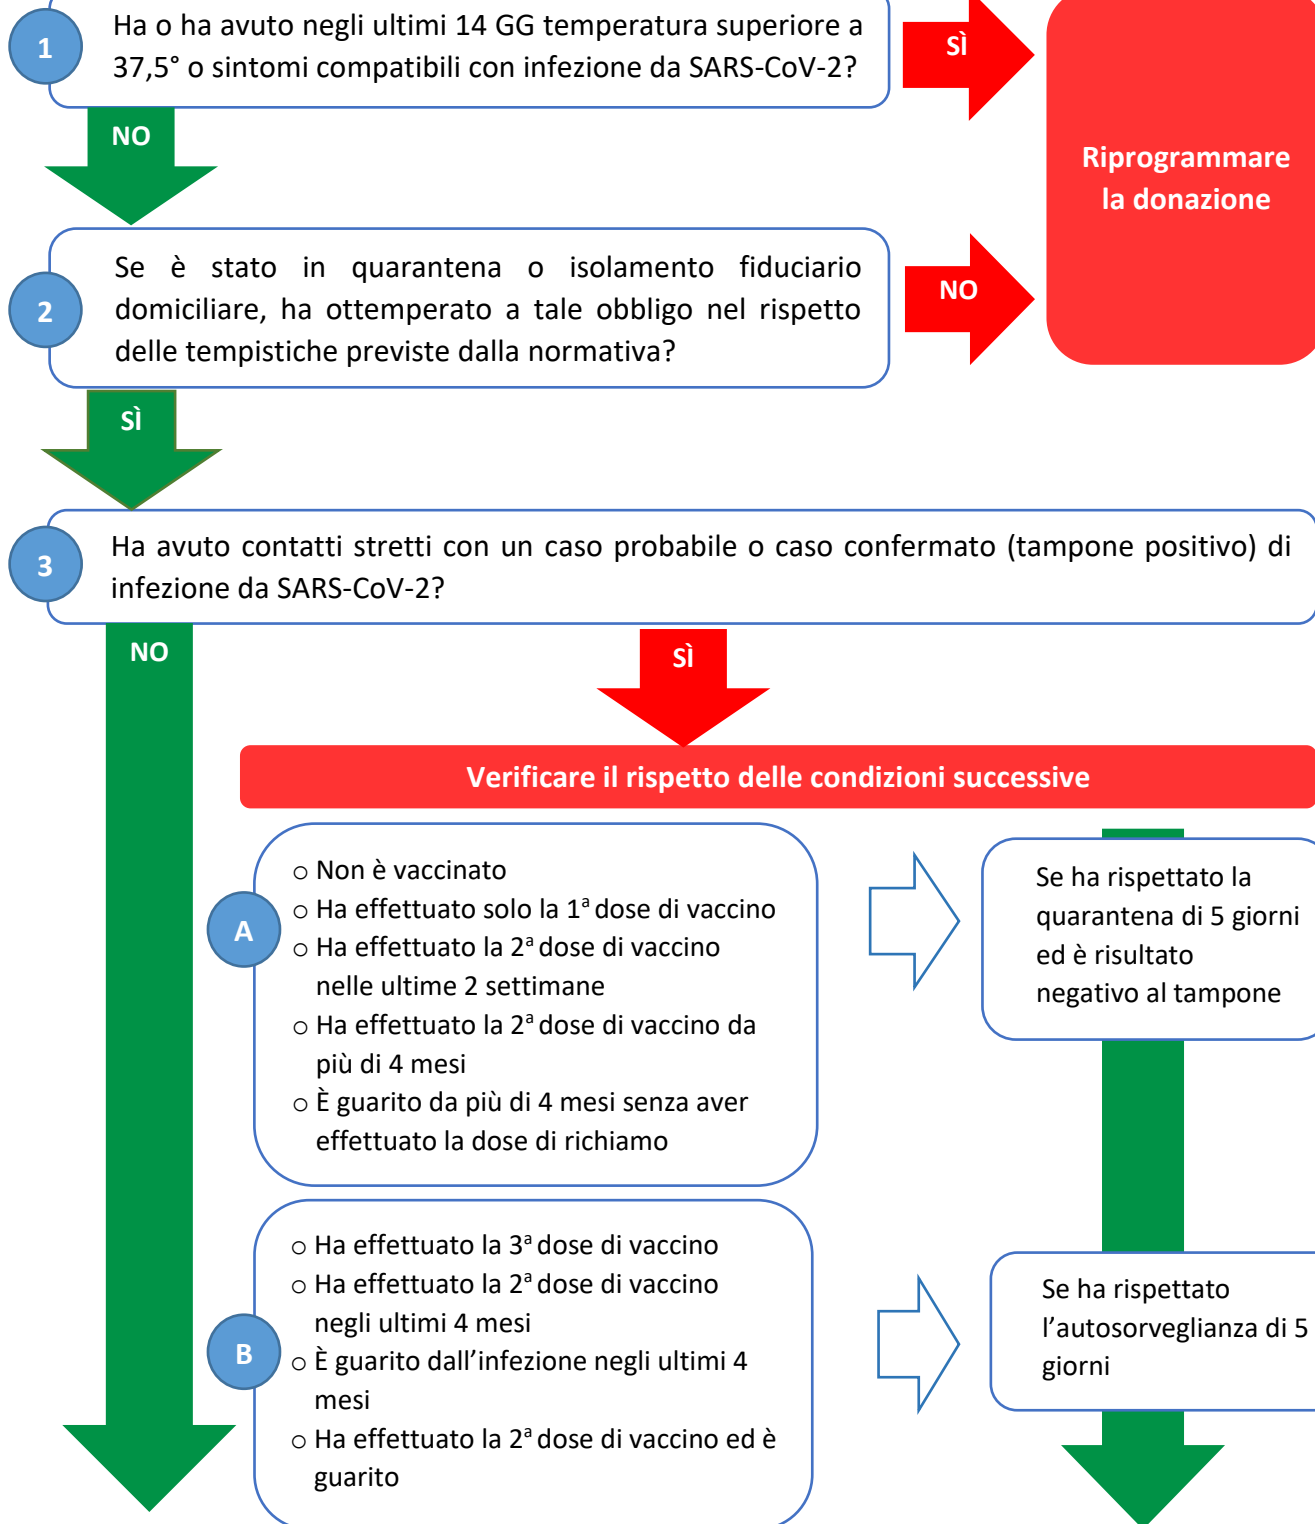 1
Ha o ha avuto negli ultimi 14 GG temperatura superiore a
37,5° o sintomi compatibili con infezione da SARS-CoV-2?
SÌ
NO
Riprogrammare
la donazione
2
Se è stato in quarantena o isolamento fiduciario
domiciliare, ha ottemperato a tale obbligo nel rispetto
delle tempistiche previste dalla normativa?
NO
SÌ
3
Ha avuto contatti stretti con un caso probabile o caso confermato (tampone positivo) di
infezione da SARS-CoV-2?
NO
SÌ
Verificare il rispetto delle condizioni successive
A
o Non è vaccinato
o Ha effettuato solo la 1ª dose di vaccino
o Ha effettuato la 2ª dose di vaccino
nelle ultime 2 settimane
o Ha effettuato la 2ª dose di vaccino da
più di 4 mesi
o È guarito da più di 4 mesi senza aver
effettuato la dose di richiamo
Se ha rispettato la
quarantena di 5 giorni
ed è risultato
negativo al tampone
B
o Ha effettuato la 3ª dose di vaccino
o Ha effettuato la 2ª dose di vaccino
negli ultimi 4 mesi
o È guarito dall’infezione negli ultimi 4
mesi
o Ha effettuato la 2ª dose di vaccino ed è
guarito
Se ha rispettato
l’autosorveglianza di 5
giorni